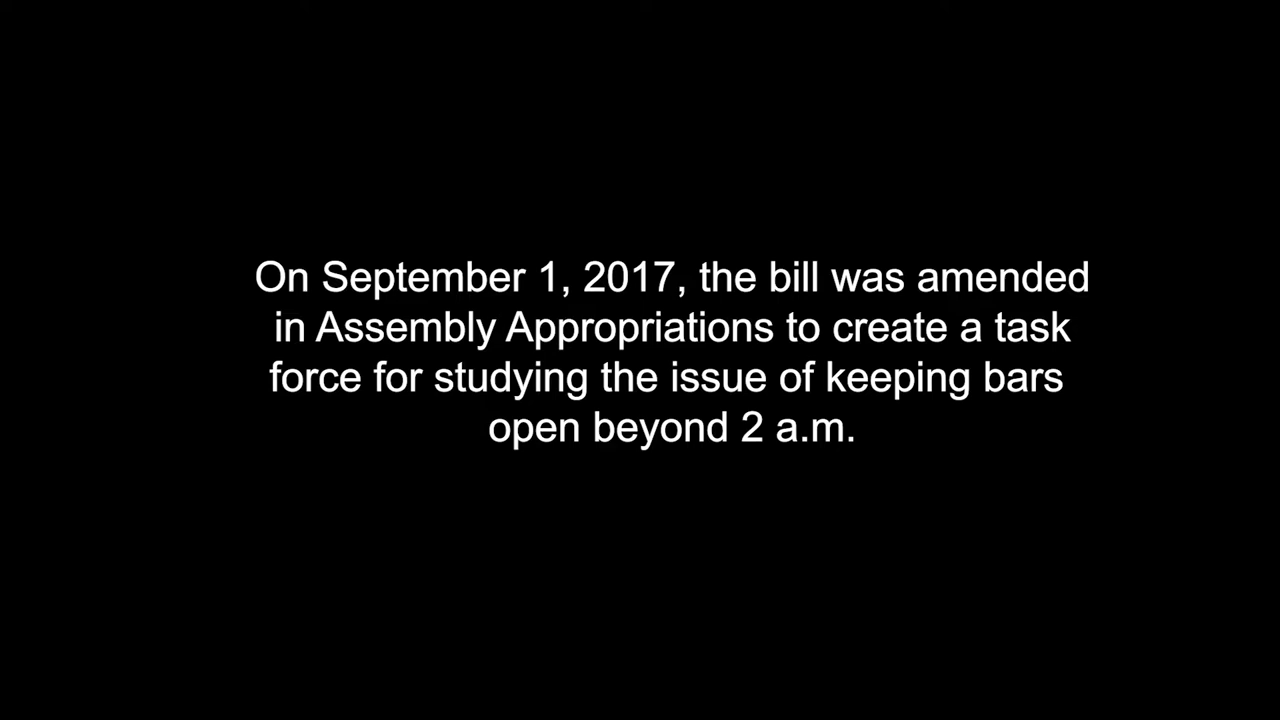 On September 1, 2017, the bill was amended
in Assembly Appropriations to create a task
force for studying the issue of keeping bars
open beyond 2 a.m.